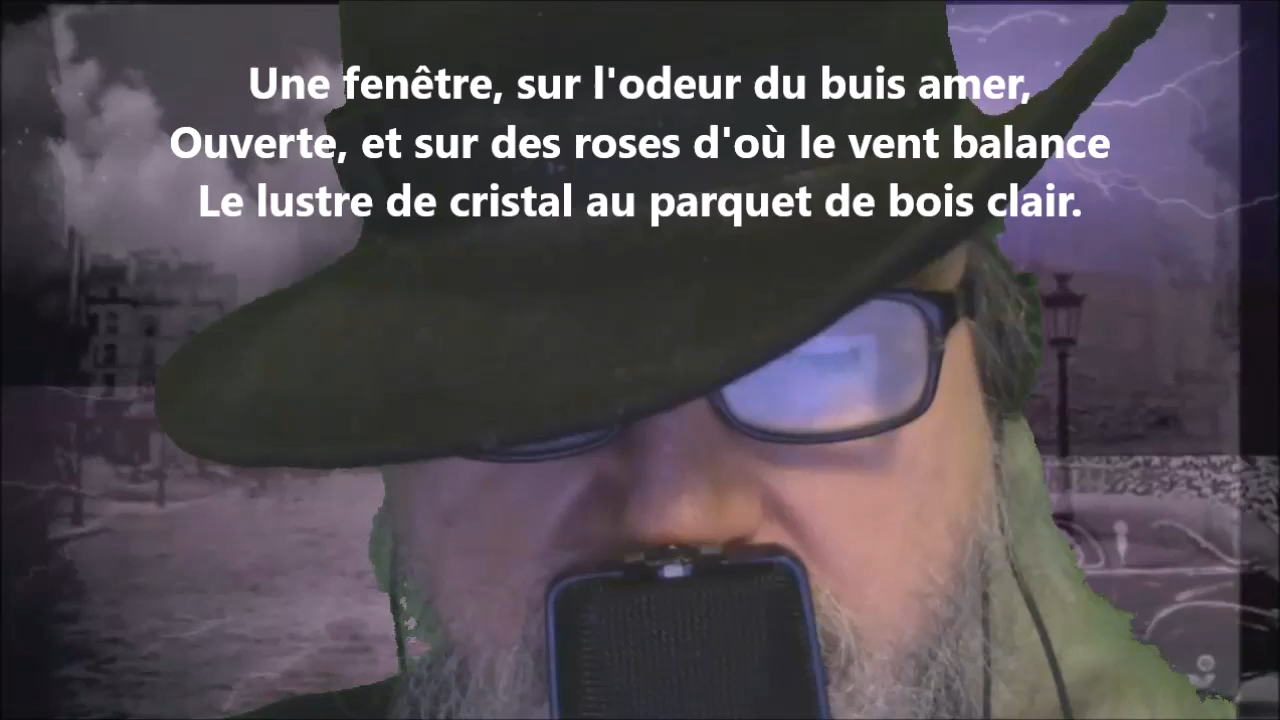 Une fenêtre, sur l'odeur du buis amer,
Ouverte, et sur des roses d'où le vent balance
Le lustre de cristal au parquet de bois clair.